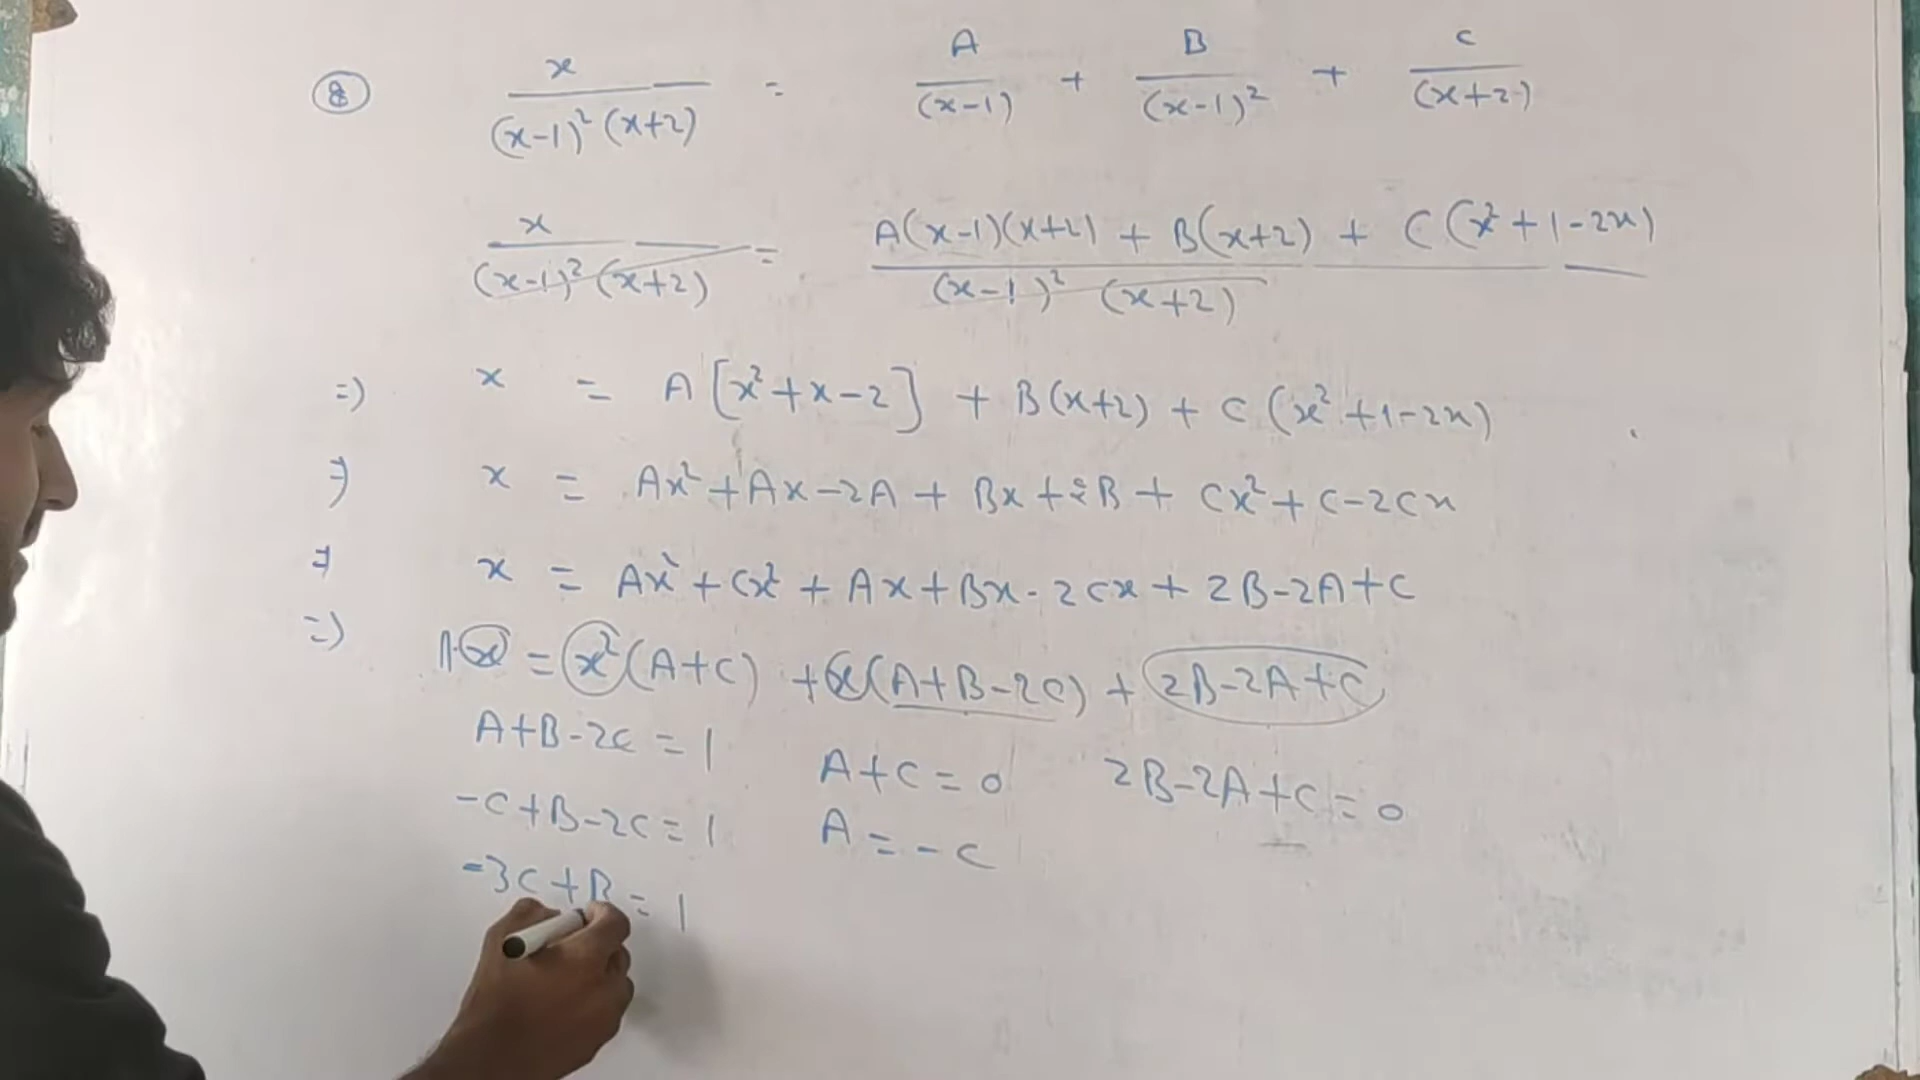 ⑧ x/((x-1)²(x+2)) = A/(x-1) + B/(x-1)² + C/(x+2)
x/((x-1)²(x+2)) = (A(x-1)(x+2) + B(x+2) + C(x²+1-2x))/((x-1)²(x+2))
=) x = A[x²+x-2] + B(x+2) + C(x²+1-2x)
=) x = Ax²+Ax-2A + Bx+2B + Cx²+C-2Cx
=) x = Ax²+Cx² + Ax+Bx-2Cx + 2B-2A+C
=) 1·x = x²(A+C) + x(A+B-2C) + 2B-2A+C
A+B-2C = 1 A+C = 0 2B-2A+C = 0
-C+B-2C = 1 A = -C
-3C+B = 1